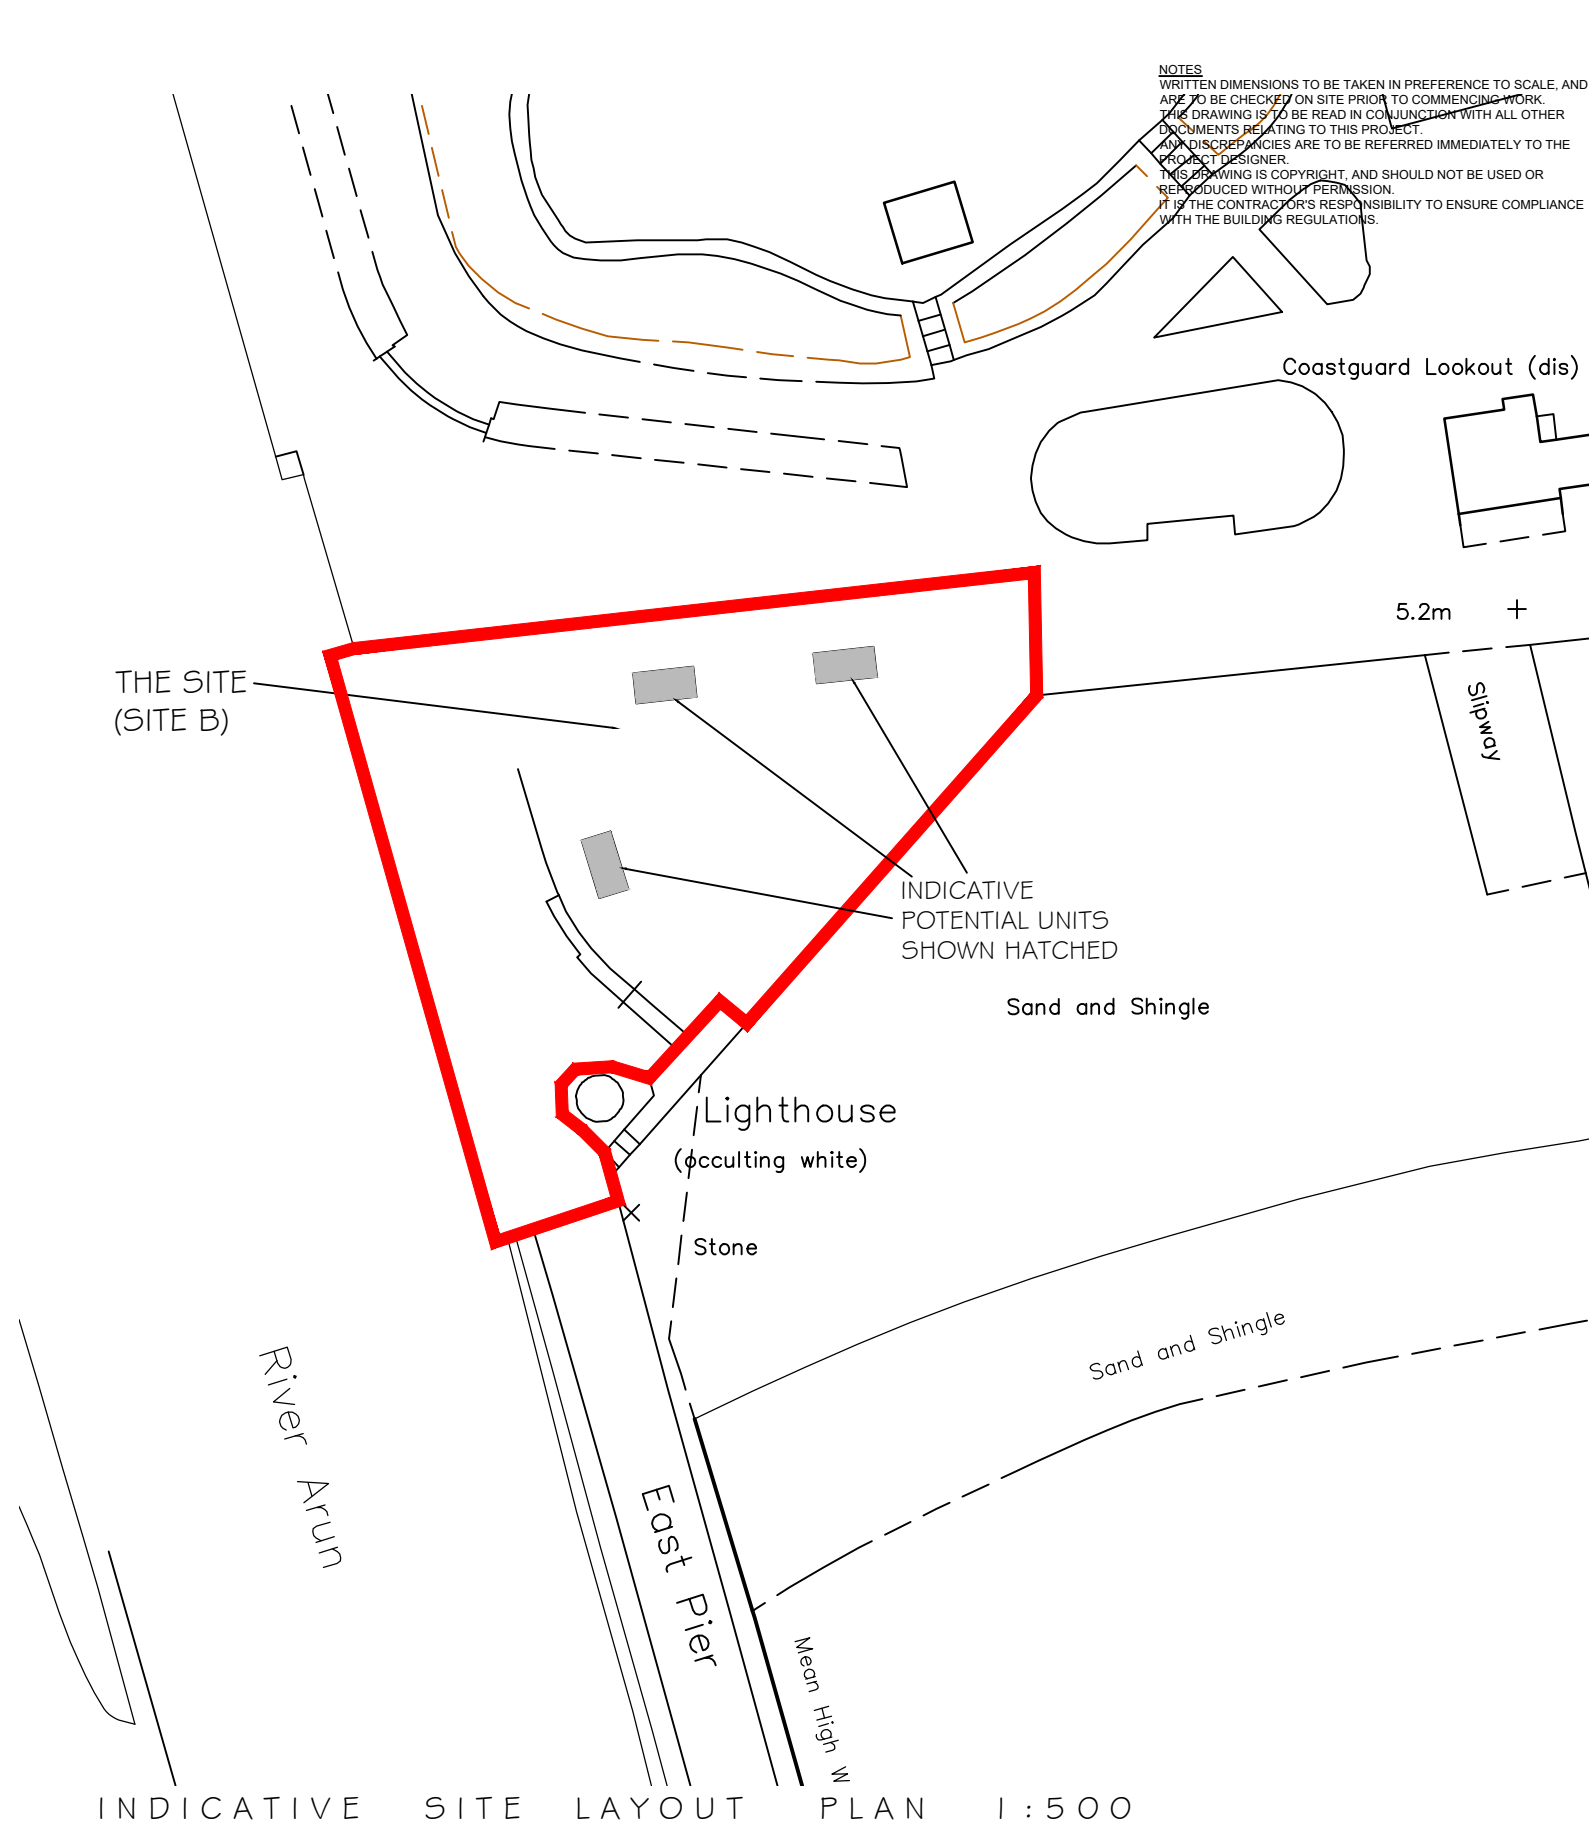 NOTES
WRITTEN DIMENSIONS TO BE TAKEN IN PREFERENCE TO SCALE, AND
ARE TO BE CHECKED ON SITE PRIOR TO COMMENCING WORK.
THIS DRAWING IS TO BE READ IN CONJUNCTION WITH ALL OTHER
DOCUMENTS RELATING TO THIS PROJECT.
ANY DISCREPANCIES ARE TO BE REFERRED IMMEDIATELY TO THE
PROJECT DESIGNER.
THIS DRAWING IS COPYRIGHT, AND SHOULD NOT BE USED OR
REPRODUCED WITHOUT PERMISSION.
IT IS THE CONTRACTOR'S RESPONSIBILITY TO ENSURE COMPLIANCE
WITH THE BUILDING REGULATIONS.
Coastguard Lookout (dis)
5.2m
THE SITE
(SITE B)
Slipway
INDICATIVE
POTENTIAL UNITS
SHOWN HATCHED
Sand and Shingle
Lighthouse
(occulting white)
Stone
Sand and Shingle
River Arun
East Pier
Mean High W
INDICATIVE SITE LAYOUT PLAN 1:500